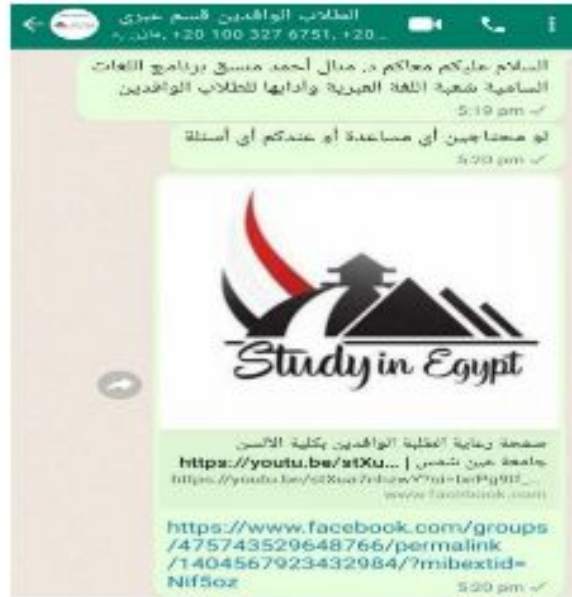 الطلاب الوافدين قسم عبري
+20 100 327 6751, +20...
السلام عليكم معاكم د. منال أحمد منسق برنامج اللغات
السامية شعبة اللغة العبرية وآدابها للطلاب الوافدين
5:19 pm
لو محتاجين أي مساعدة أو عندكم أي أسئلة
5:20 pm
Study in Egypt
صفحة رعاية الطلبة الوافدين بكلية الألسن
جامعة عين شمس | https://youtu.be/stXu...
www.facebook.com
https://www.facebook.com/groups
/475743529648766/permalink
/1404567923432984/?mibextid=
Nif5oz
5:20 pm